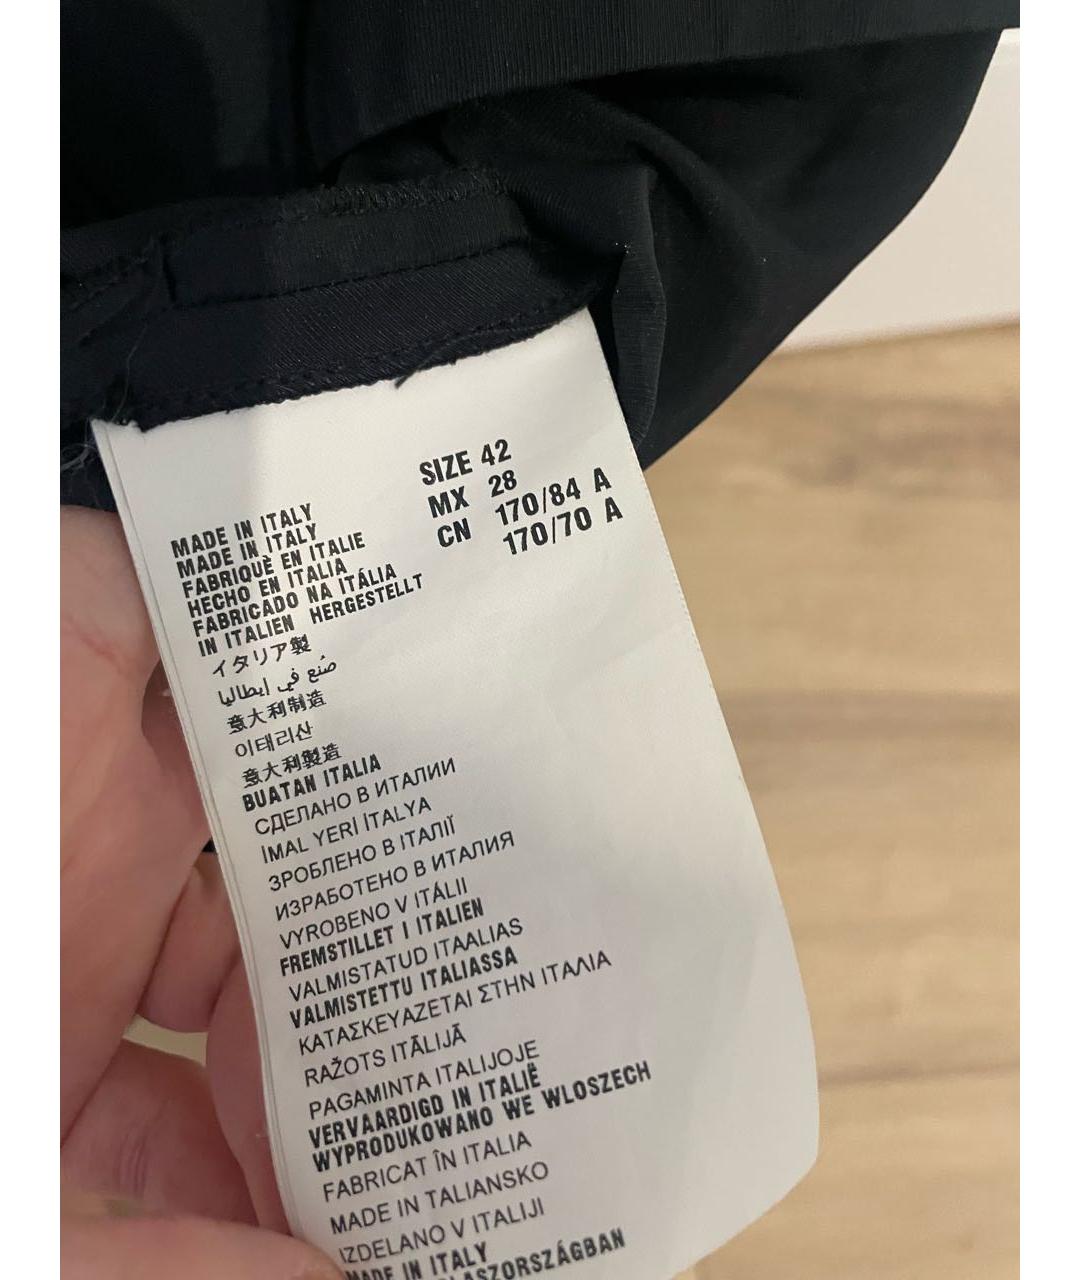 SIZE 42
MX 28
CN 170/84 A
170/70 A
MADE IN ITALY
MADE IN ITALY
FABRIQUÈ EN ITALIE
HECHO EN ITALIA
FABRICADO NA ITÁLIA
IN ITALIEN HERGESTELLT
イタリア製
صُنع في إيطاليا
意大利制造
이태리산
意大利製造
BUATAN ITALIA
СДЕЛАНО В ИТАЛИИ
İMAL YERİ İTALYA
ЗРОБЛЕНО В ІТАЛІЇ
ИЗРАБОТЕНО В ИТАЛИЯ
VYROBENO V ITÁLII
FREMSTILLET I ITALIEN
VALMISTATUD ITAALIAS
VALMISTETTU ITALIASSA
ΚΑΤΑΣΚΕΥΑΖΕΤΑΙ ΣΤΗΝ ΙΤΑΛΙΑ
RAŽOTS ITĀLIJĀ
PAGAMINTA ITALIJOJE
VERVAARDIGD IN ITALIË
WYPRODUKOWANO WE WLOSZECH
FABRICAT ÎN ITALIA
MADE IN TALIANSKO
IZDELANO V ITALIJI
MADE IN ITALY